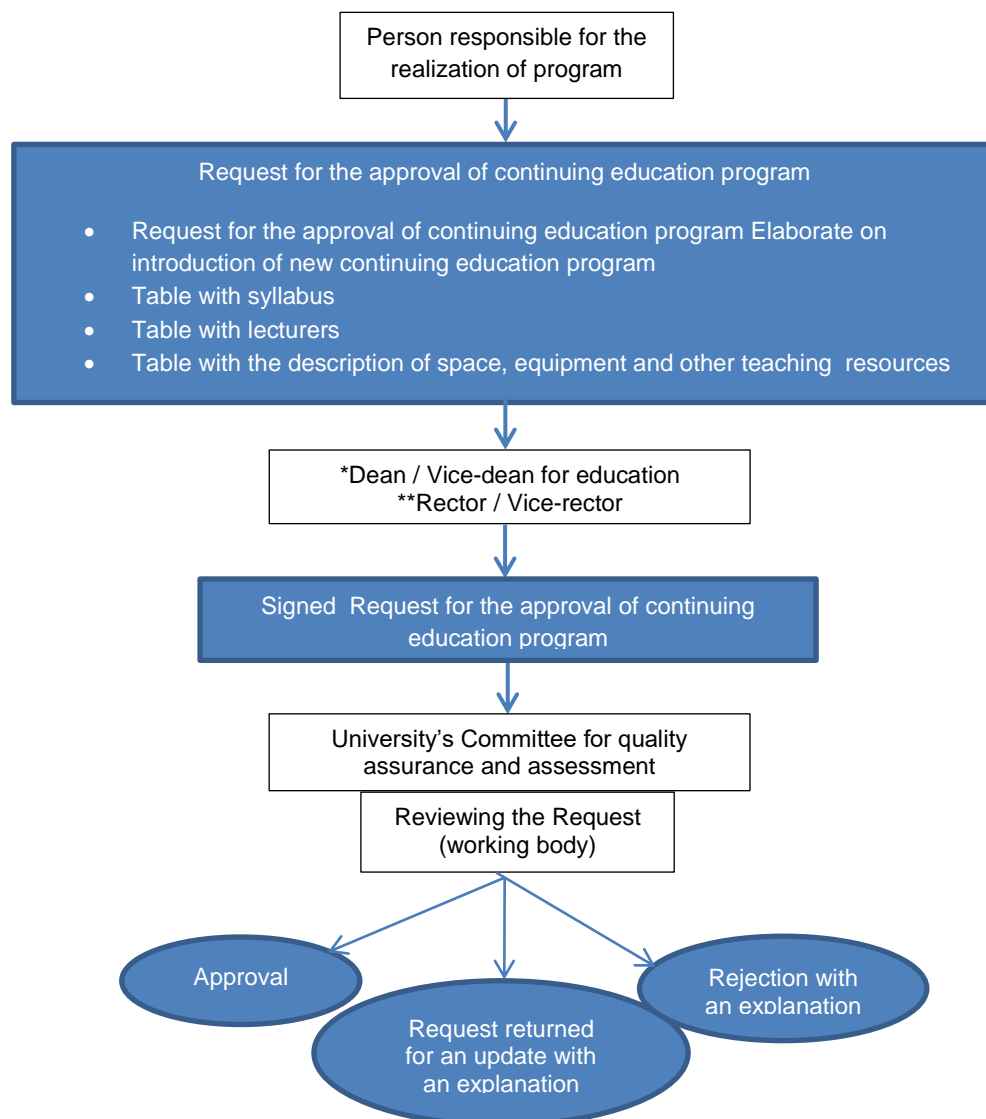 Person responsible for the
realization of program
Request for the approval of continuing education program
• Request for the approval of continuing education program Elaborate on
introduction of new continuing education program
• Table with syllabus
• Table with lecturers
• Table with the description of space, equipment and other teaching resources
*Dean / Vice-dean for education
**Rector / Vice-rector
Signed Request for the approval of continuing
education program
University’s Committee for quality
assurance and assessment
Reviewing the Request
(working body)
Approval
Request returned
for an update with
an explanation
Rejection with
an explanation